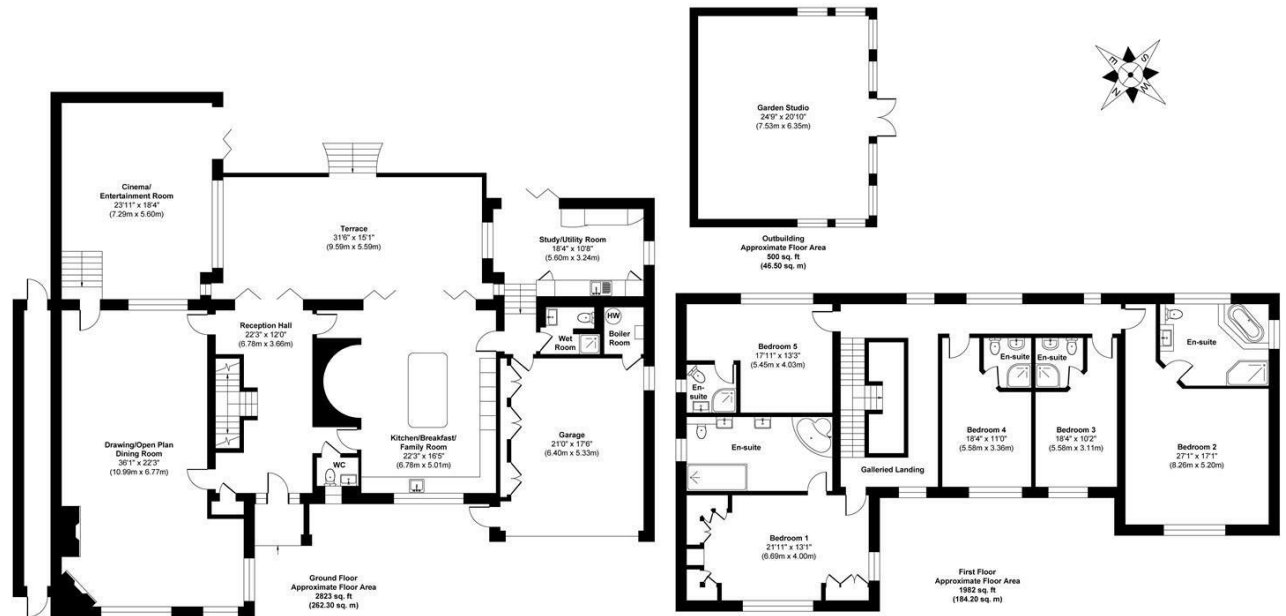 Cinema/
Entertainment Room
23'11" x 18'4"
(7.29m x 5.60m)
Terrace
31'6" x 15'1"
(9.59m x 5.59m)
Study/Utility Room
18'4" x 10'8"
(5.60m x 3.24m)
Reception Hall
22'3" x 12'0"
(6.78m x 3.66m)
Wet
Room
HW
Boiler
Room
Drawing/Open Plan
Dining Room
36'1" x 22'3"
(10.99m x 6.77m)
WC
Kitchen/Breakfast/
Family Room
22'3" x 16'5"
(6.78m x 5.01m)
Garage
21'0" x 17'6"
(6.40m x 5.33m)
Ground Floor
Approximate Floor Area
2823 sq. ft
(262.30 sq. m)
Garden Studio
24'9" x 20'10"
(7.53m x 6.35m)
Outbuilding
Approximate Floor Area
500 sq. ft
(46.50 sq. m)
E
S
N
W
Bedroom 5
17'11" x 13'3"
(5.45m x 4.03m)
En-
suite
En-suite
En-suite
En-suite
En-suite
Bedroom 4
18'4" x 11'0"
(5.58m x 3.36m)
Bedroom 3
18'4" x 10'2"
(5.58m x 3.11m)
Bedroom 2
27'1" x 17'1"
(8.26m x 5.20m)
Galleried Landing
Bedroom 1
21'11" x 13'1"
(6.69m x 4.00m)
First Floor
Approximate Floor Area
1982 sq. ft
(184.20 sq. m)